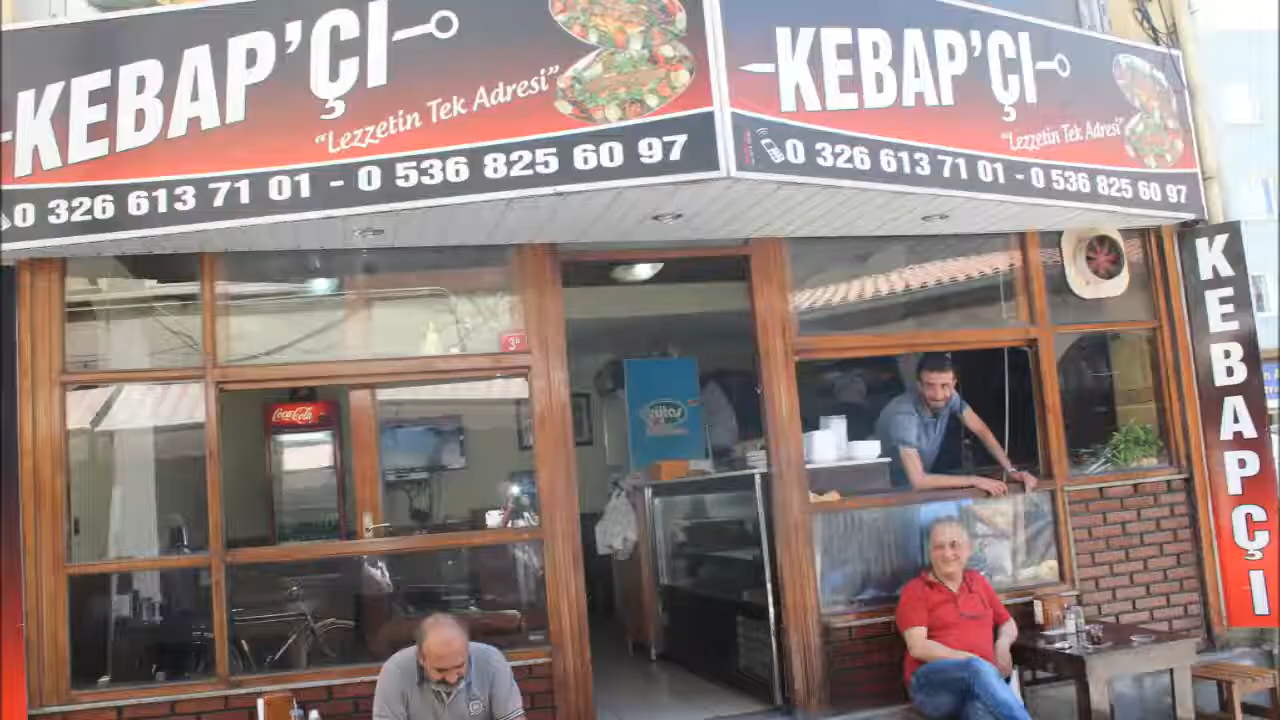 KEBAP'ÇI
"Lezzetin Tek Adresi"
0 326 613 71 01 - 0 536 825 60 97
KEBAP'ÇI
"Lezzetin Tek Adresi"
0 326 613 71 01 - 0 536 825 60 97
KEBAPÇI
3A
Coca-Cola